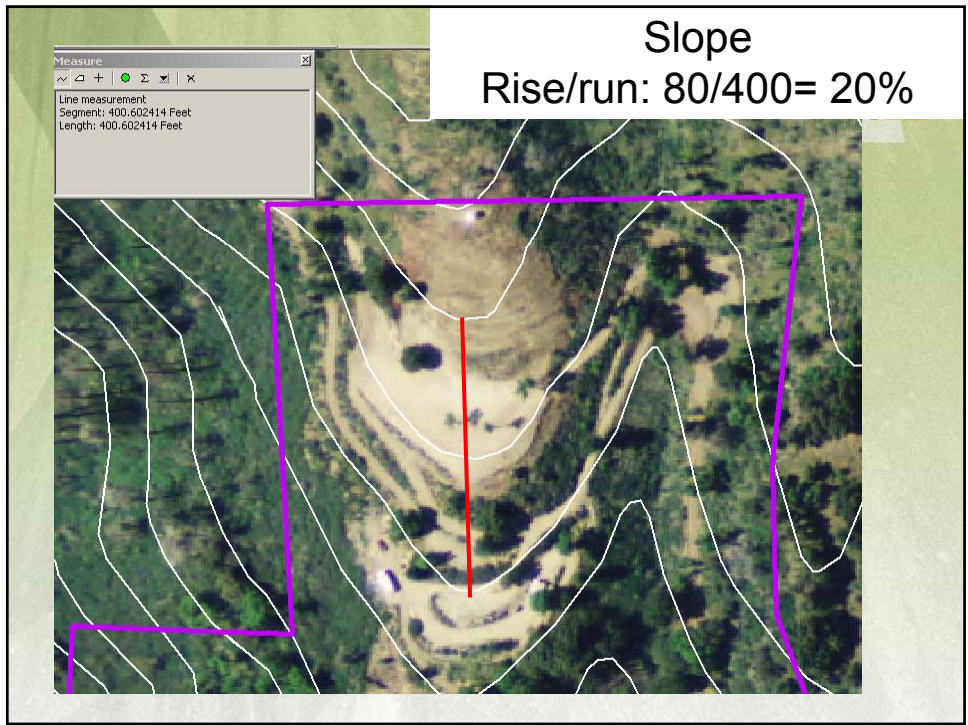 Slope
Rise/run: 80/400= 20%
Measure
Line measurement
Segment: 400.602414 Feet
Length: 400.602414 Feet